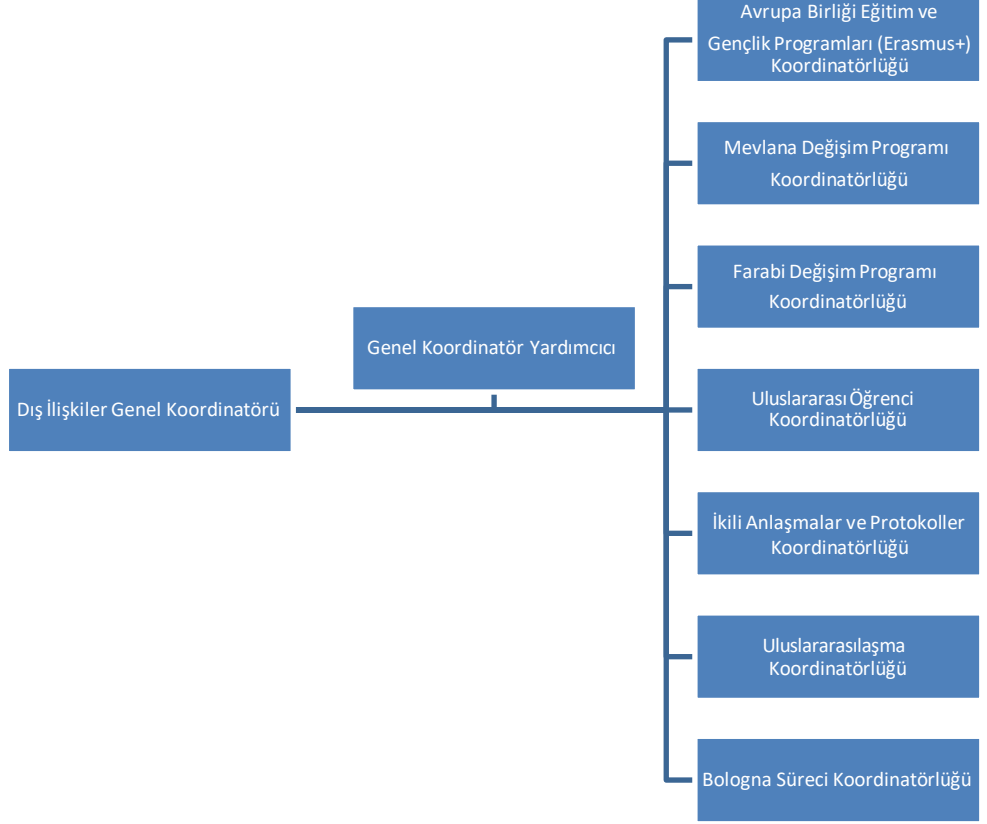 Dış İlişkiler Genel Koordinatörü
Genel Koordinatör Yardımcıcı
Avrupa Birliği Eğitim ve
Gençlik Programları (Erasmus+)
Koordinatörlüğü
Mevlana Değişim Programı
Koordinatörlüğü
Farabi Değişim Programı
Koordinatörlüğü
Uluslararası Öğrenci
Koordinatörlüğü
İkili Anlaşmalar ve Protokoller
Koordinatörlüğü
Uluslararasılaşma
Koordinatörlüğü
Bologna Süreci Koordinatörlüğü